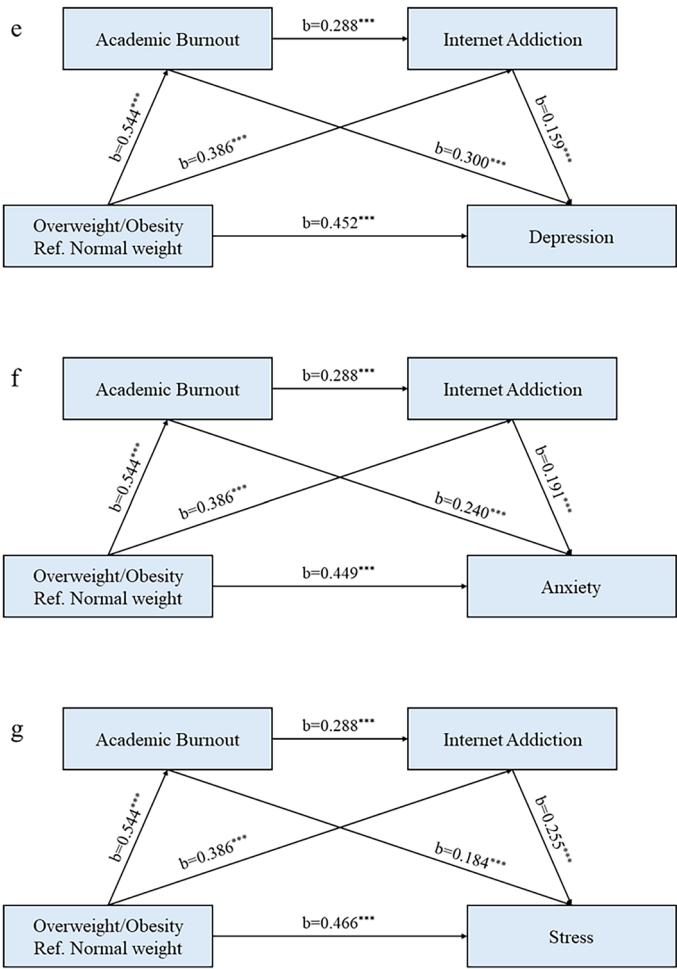 e
Academic Burnout
b=0.288***
Internet Addiction
b=0.544***
b=0.386***
b=0.300***
b=0.159***
Overweight/Obesity
Ref. Normal weight
b=0.452***
Depression
f
Academic Burnout
b=0.288***
Internet Addiction
b=0.544***
b=0.386***
b=0.240***
b=0.191***
Overweight/Obesity
Ref. Normal weight
b=0.449***
Anxiety
g
Academic Burnout
b=0.288***
Internet Addiction
b=0.544***
b=0.386***
b=0.184***
b=0.255***
Overweight/Obesity
Ref. Normal weight
b=0.466***
Stress